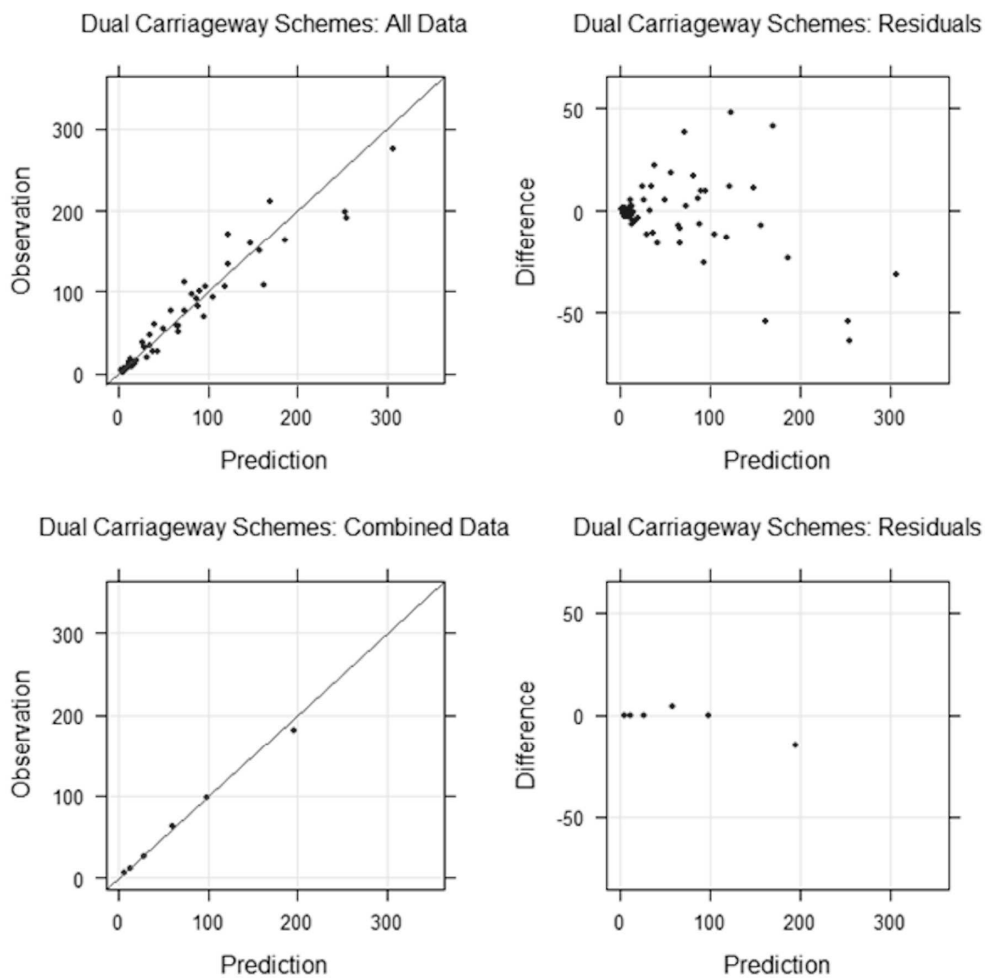 Dual Carriageway Schemes: All Data
Dual Carriageway Schemes: Residuals
Observation
300
200
100
0
0 100 200 300
Prediction
Difference
50
0
-50
0 100 200 300
Prediction
Dual Carriageway Schemes: Combined Data
Dual Carriageway Schemes: Residuals
Observation
300
200
100
0
0 100 200 300
Prediction
Difference
50
0
-50
0 100 200 300
Prediction